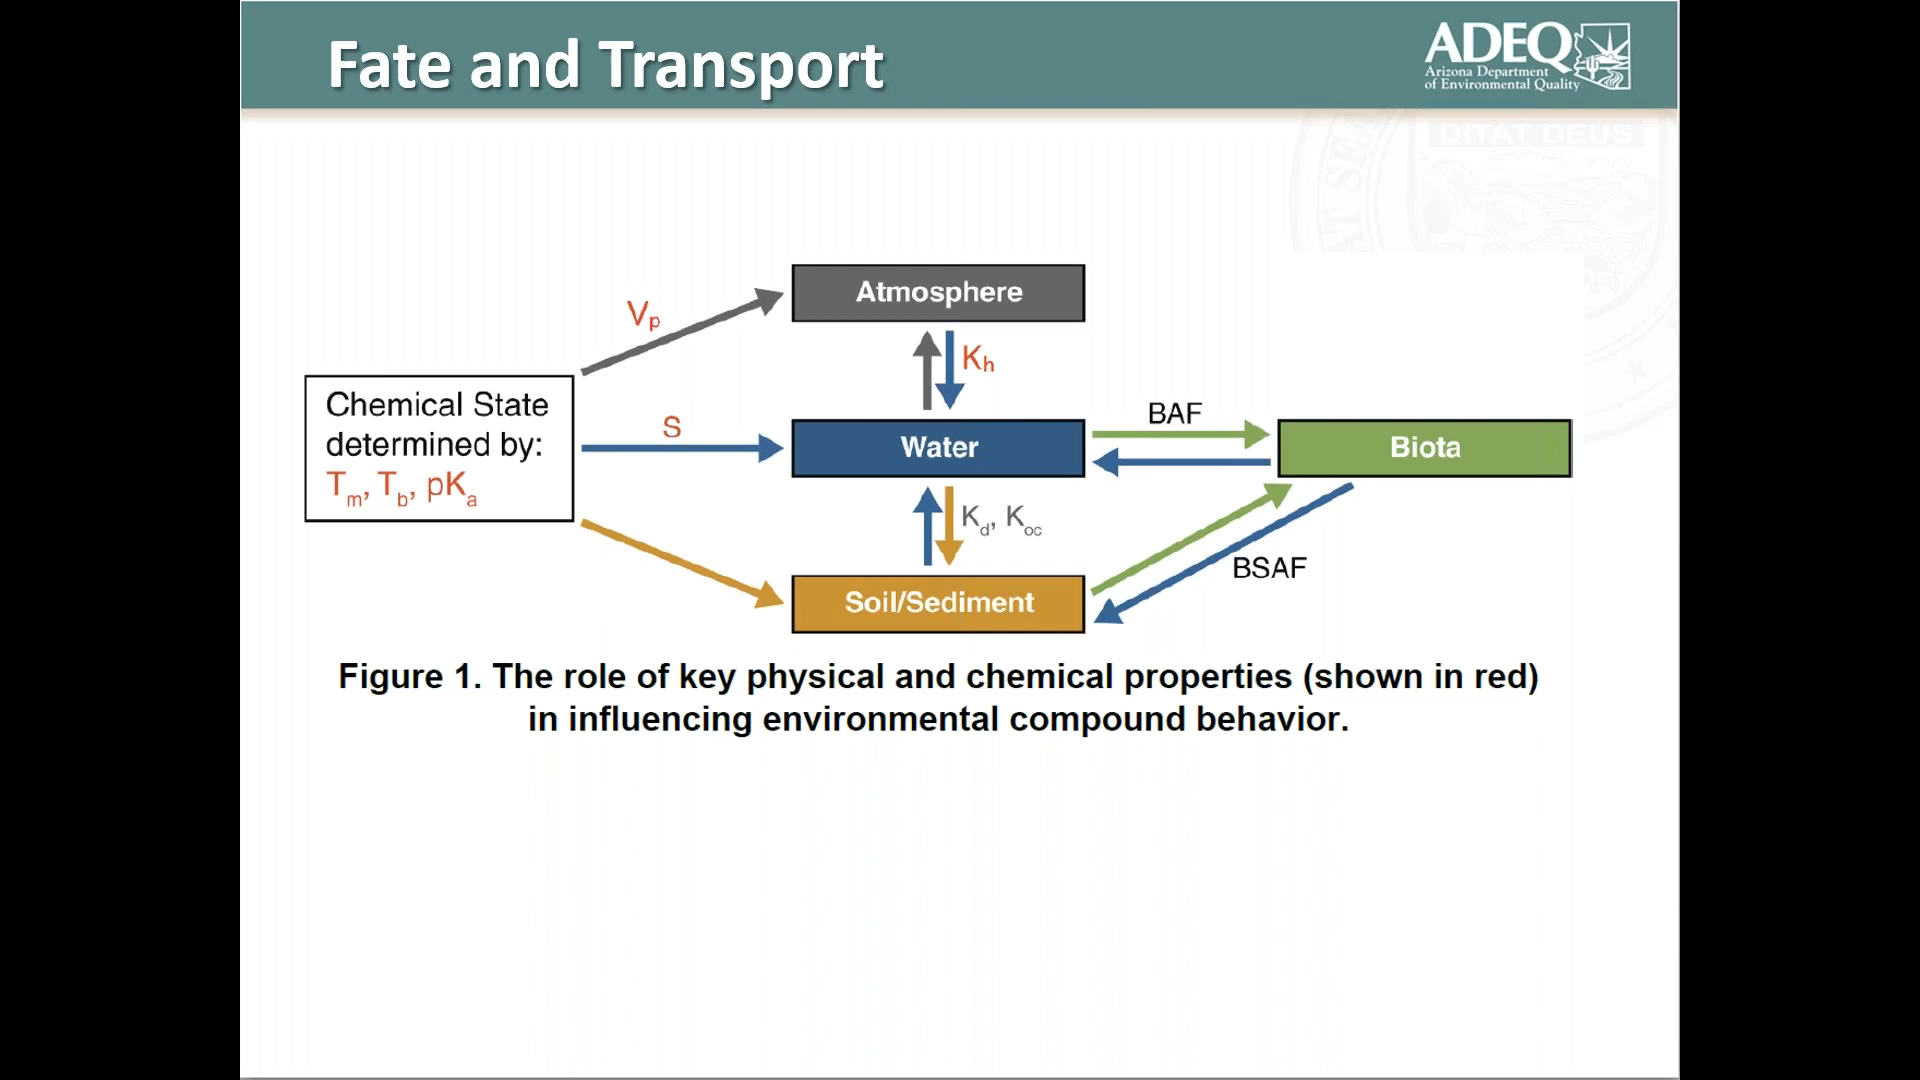 Fate and Transport
ADEQ
Arizona Department
of Environmental Quality
DITAT DEUS
Atmosphere
Vp
Kh
Chemical State
determined by:
Tm, Tb, pKa
S
Water
BAF
Biota
Kd, Koc
BSAF
Soil/Sediment
Figure 1. The role of key physical and chemical properties (shown in red)
in influencing environmental compound behavior.